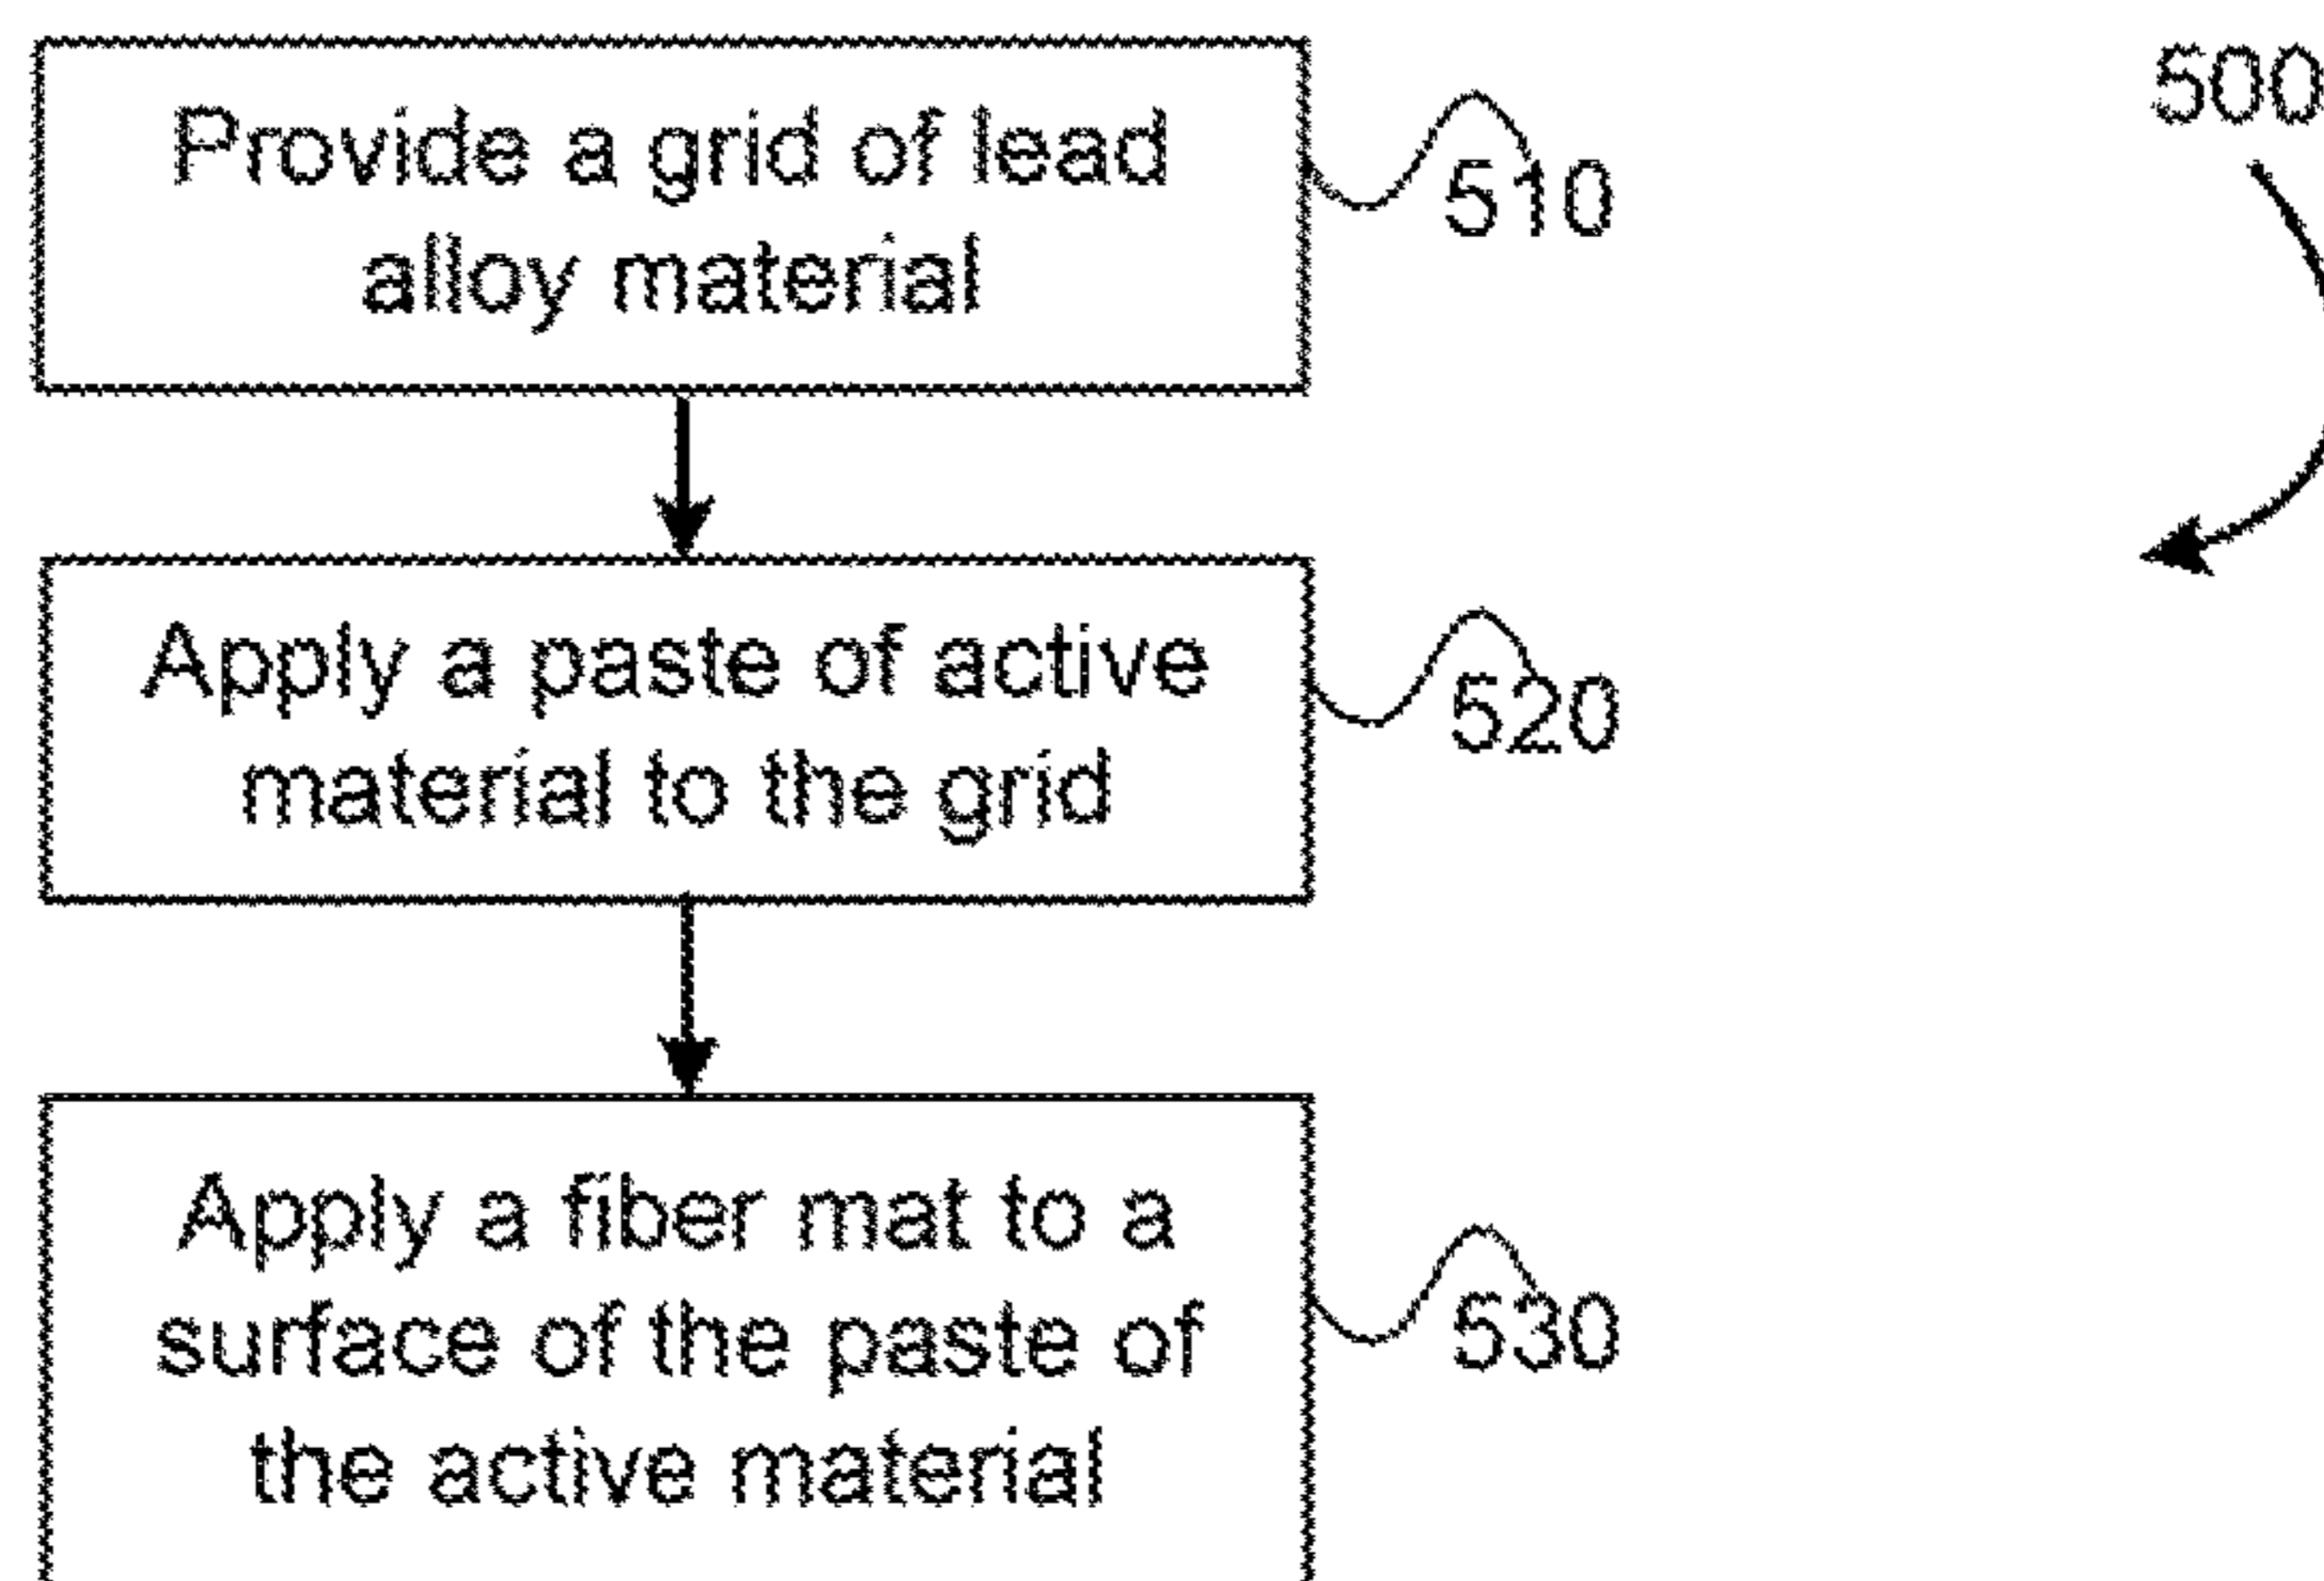 Provide a grid of lead
alloy material
510
500
Apply a paste of active
material to the grid
520
Apply a fiber mat to a
surface of the paste of
the active material
530